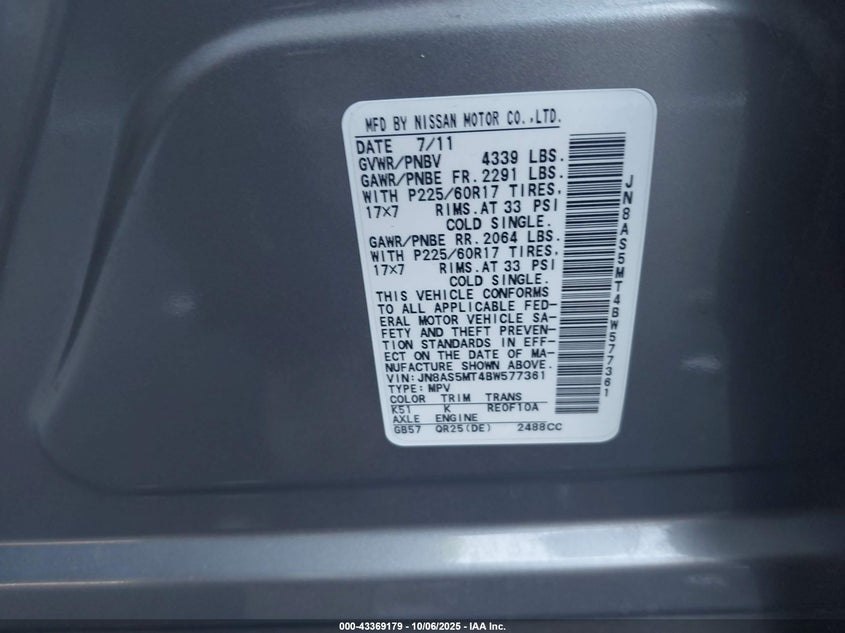 MFD BY NISSAN MOTOR CO.,LTD.
DATE 7/11
GVWR/PNBV 4339 LBS.
GAWR/PNBE FR. 2291 LBS.
WITH P225/60R17 TIRES,
17×7 RIMS.AT 33 PSI
COLD SINGLE.
GAWR/PNBE RR. 2064 LBS.
WITH P225/60R17 TIRES,
17×7 RIMS.AT 33 PSI
COLD SINGLE.
THIS VEHICLE CONFORMS
TO ALL APPLICABLE FED-
ERAL MOTOR VEHICLE SA-
FETY AND THEFT PREVEN-
TION STANDARDS IN EFF-
ECT ON THE DATE OF MA-
NUFACTURE SHOWN ABOVE.
VIN: JN8AS5MT4BW577361
TYPE: MPV
COLOR TRIM TRANS
K51 K RE0F10A
AXLE ENGINE
GB57 QR25(DE) 2488CC
JN8AS5MT4BW577361
000-43369179 - 10/06/2025 - IAA Inc.